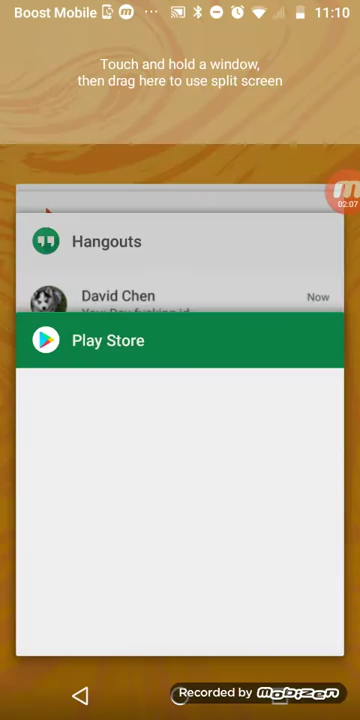 Boost Mobile ... 11:10
Touch and hold a window,
then drag here to use split screen
02:07
Hangouts
David Chen Now
Play Store
Recorded by mobizen